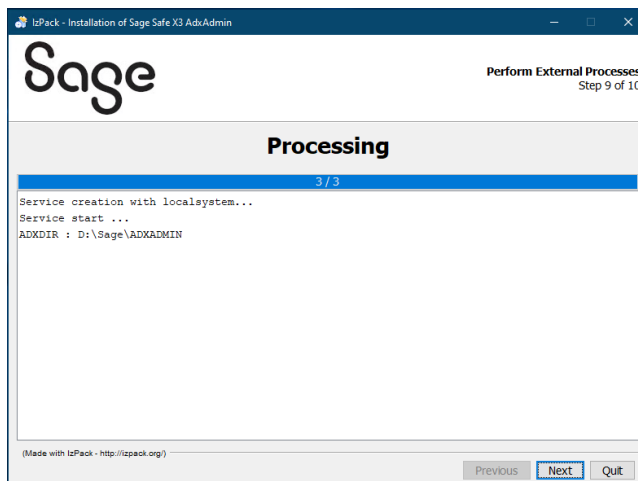 IzPack - Installation of Sage Safe X3 AdxAdmin
Sage
Perform External Processes
Step 9 of 10
Processing
3 / 3
Service creation with localsystem...
Service start ...
ADXDIR : D:\Sage\ADXADMIN
(Made with IzPack - http://izpack.org/)
Previous
Next
Quit